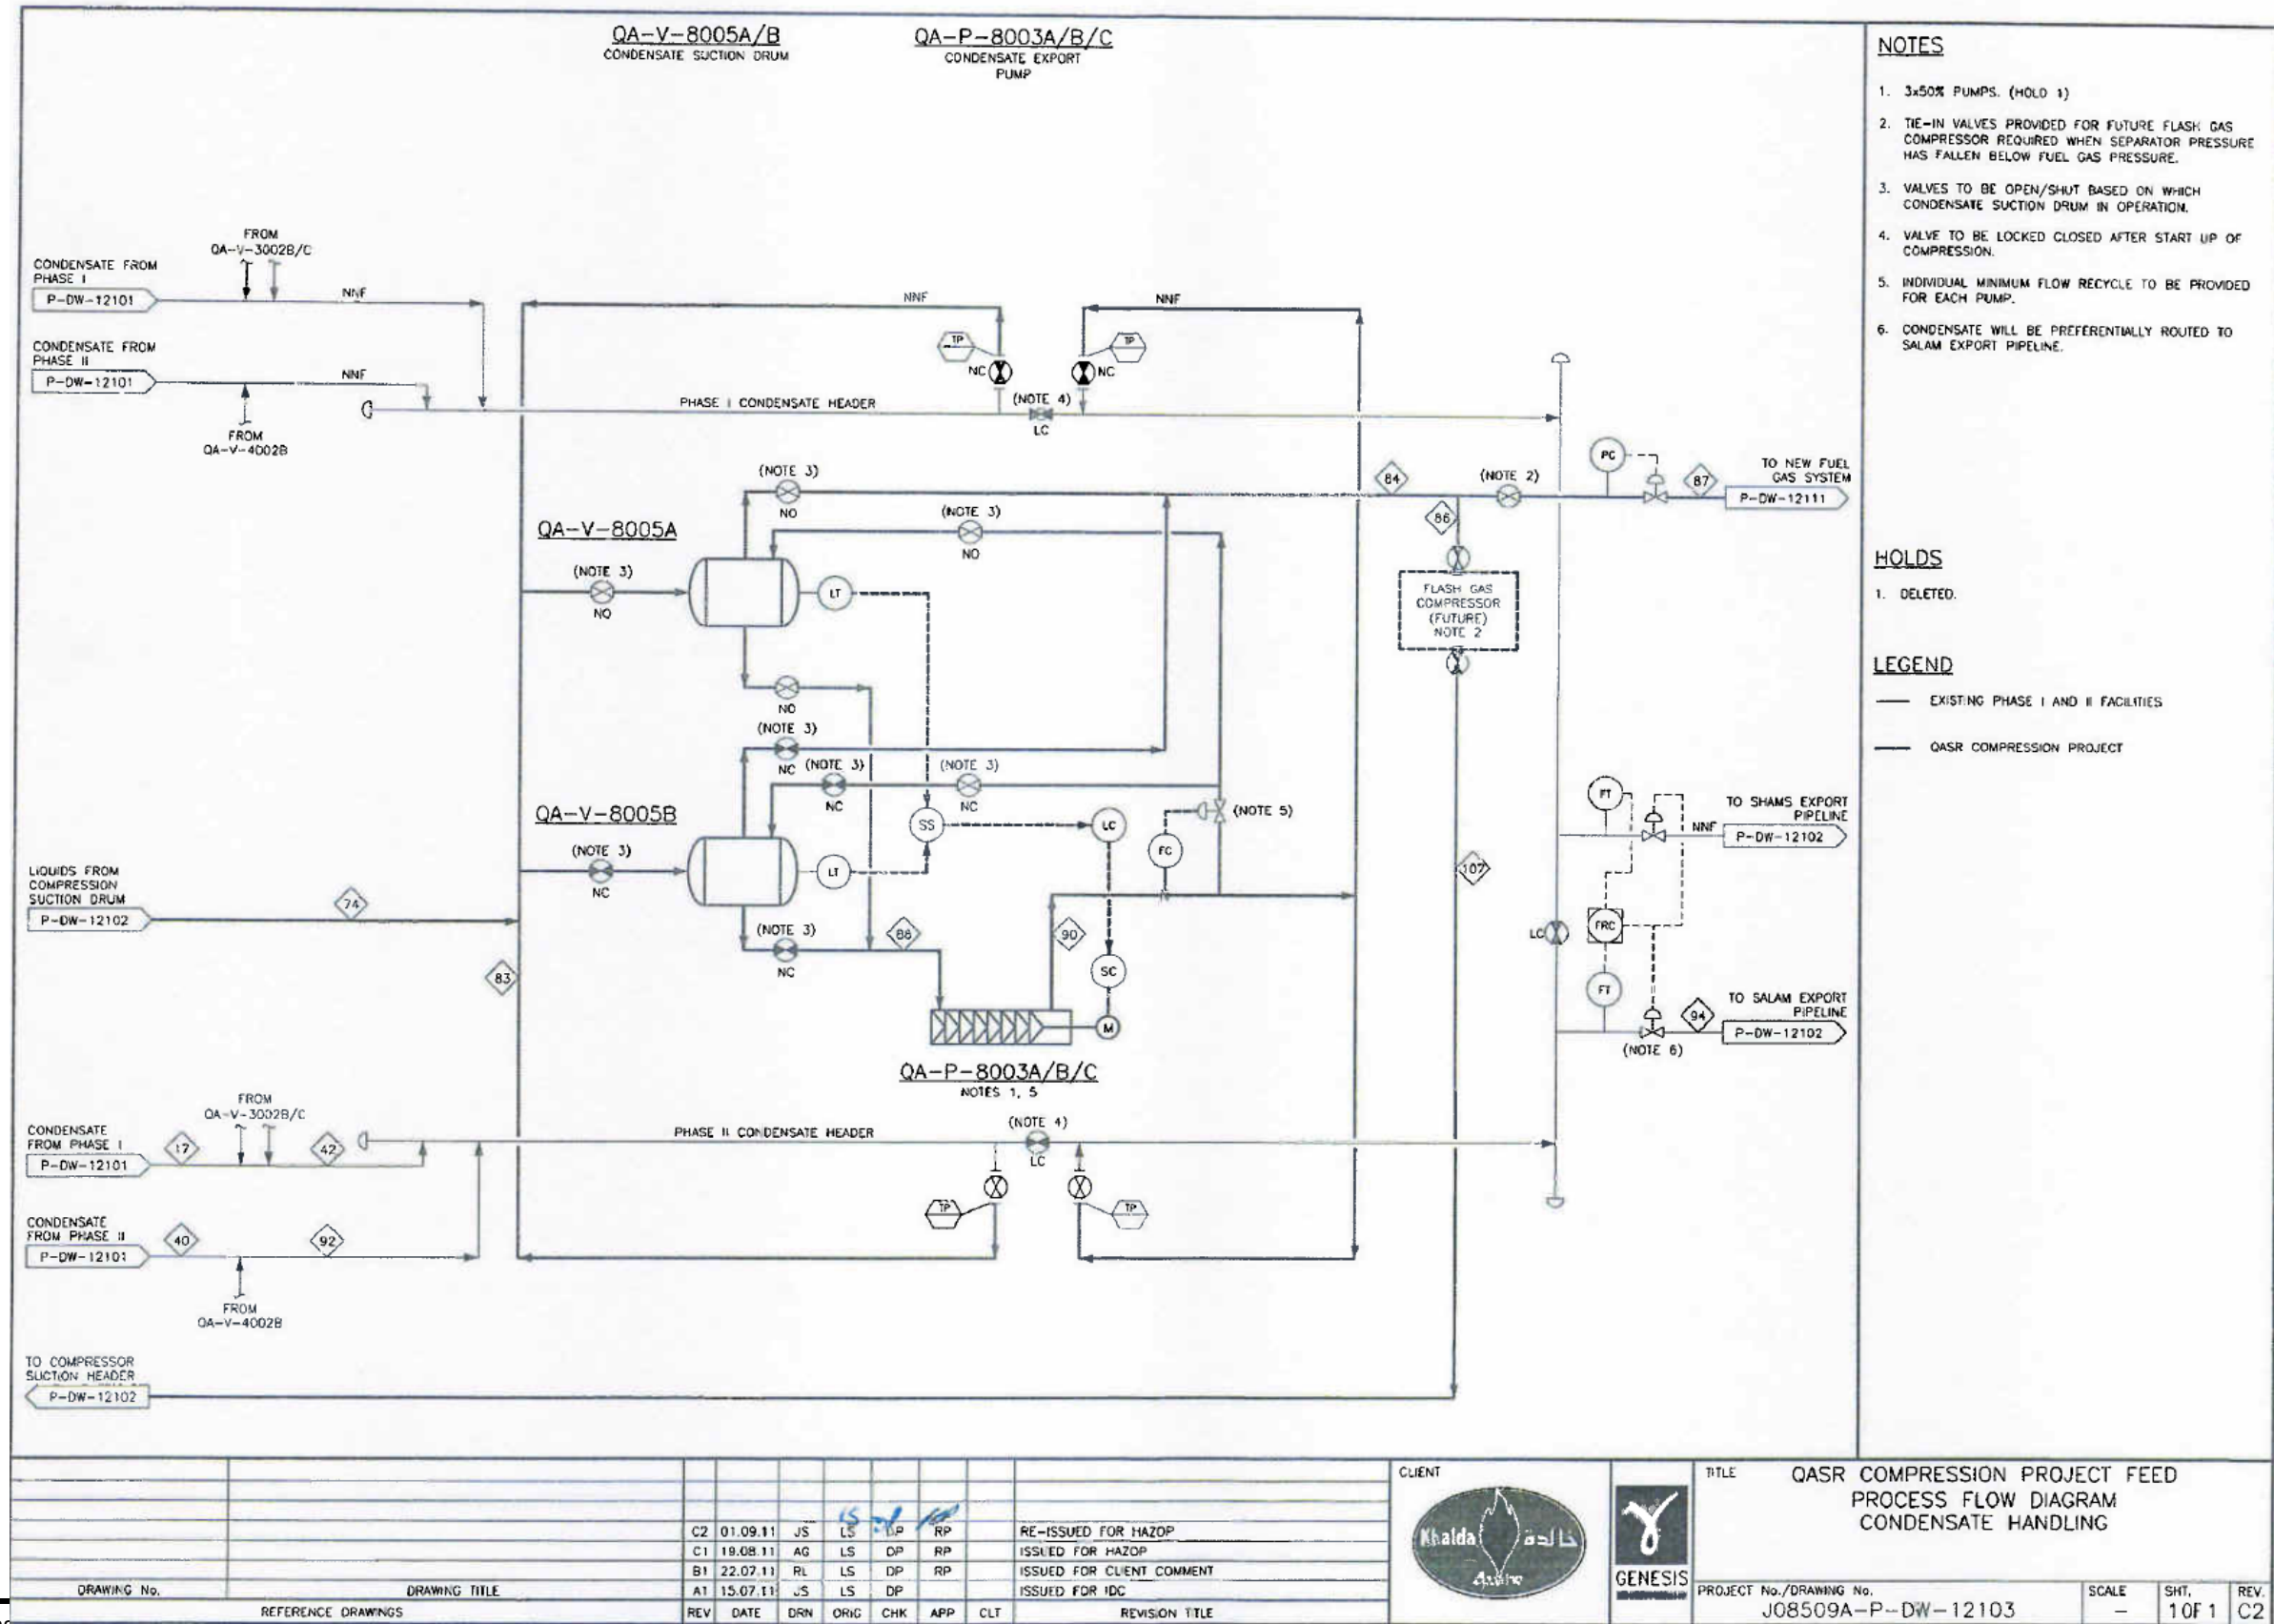 QA-V-8005A/B
CONDENSATE SUCTION DRUM
QA-P-8003A/B/C
CONDENSATE EXPORT
PUMP
NOTES
1. 3x50% PUMPS. (HOLD 1)
2. TIE-IN VALVES PROVIDED FOR FUTURE FLASH GAS
COMPRESSOR REQUIRED WHEN SEPARATOR PRESSURE
HAS FALLEN BELOW FUEL GAS PRESSURE.
3. VALVES TO BE OPEN/SHUT BASED ON WHICH
CONDENSATE SUCTION DRUM IN OPERATION.
4. VALVE TO BE LOCKED CLOSED AFTER START UP OF
COMPRESSION.
5. INDIVIDUAL MINIMUM FLOW RECYCLE TO BE PROVIDED
FOR EACH PUMP.
6. CONDENSATE WILL BE PREFERENTIALLY ROUTED TO
SALAM EXPORT PIPELINE.
HOLDS
1. DELETED.
LEGEND
EXISTING PHASE I AND II FACILITIES
QASR COMPRESSION PROJECT
FROM
QA-V-3002B/C
CONDENSATE FROM
PHASE I
P-DW-12101
NNF
CONDENSATE FROM
PHASE II
P-DW-12101
NNF
FROM
QA-V-4002B
PHASE I CONDENSATE HEADER
NNF
NNF
TP
TP
NC
NC
(NOTE 4)
LC
(NOTE 3)
NO
(NOTE 3)
NO
84
(NOTE 2)
PC
87
TO NEW FUEL
GAS SYSTEM
P-DW-12111
86
QA-V-8005A
(NOTE 3)
NO
LT
FLASH GAS
COMPRESSOR
(FUTURE)
NOTE 2
NO
(NOTE 3)
NC
(NOTE 3)
NC
(NOTE 3)
NC
QA-V-8005B
(NOTE 3)
NC
LT
SS
LC
FC
(NOTE 5)
FT
NNF
TO SHAMS EXPORT
PIPELINE
P-DW-12102
LIQUIDS FROM
COMPRESSION
SUCTION DRUM
P-DW-12102
74
107
(NOTE 3)
NC
88
90
SC
M
83
LC
FRC
FT
94
TO SALAM EXPORT
PIPELINE
P-DW-12102
(NOTE 6)
QA-P-8003A/B/C
NOTES 1, 5
FROM
QA-V-3002B/C
CONDENSATE
FROM PHASE I
P-DW-12101
17
42
PHASE II CONDENSATE HEADER
(NOTE 4)
LC
TP
TP
CONDENSATE
FROM PHASE II
P-DW-12101
40
92
FROM
QA-V-4002B
TO COMPRESSOR
SUCTION HEADER
P-DW-12102
LS DP
C2 01.09.11 JS LS DP RP RE-ISSUED FOR HAZOP
C1 19.08.11 AG LS DP RP ISSUED FOR HAZOP
B1 22.07.11 RL LS DP RP ISSUED FOR CLIENT COMMENT
A1 15.07.11 JS LS DP ISSUED FOR IDC
REV DATE DRN ORIG CHK APP CLT REVISION TITLE
DRAWING No. DRAWING TITLE
REFERENCE DRAWINGS
CLIENT
Khalda خالدة
GENESIS
TITLE
QASR COMPRESSION PROJECT FEED
PROCESS FLOW DIAGRAM
CONDENSATE HANDLING
PROJECT No./DRAWING No.
J08509A-P-DW-12103
SCALE
-
SHT.
1 OF 1
REV.
C2